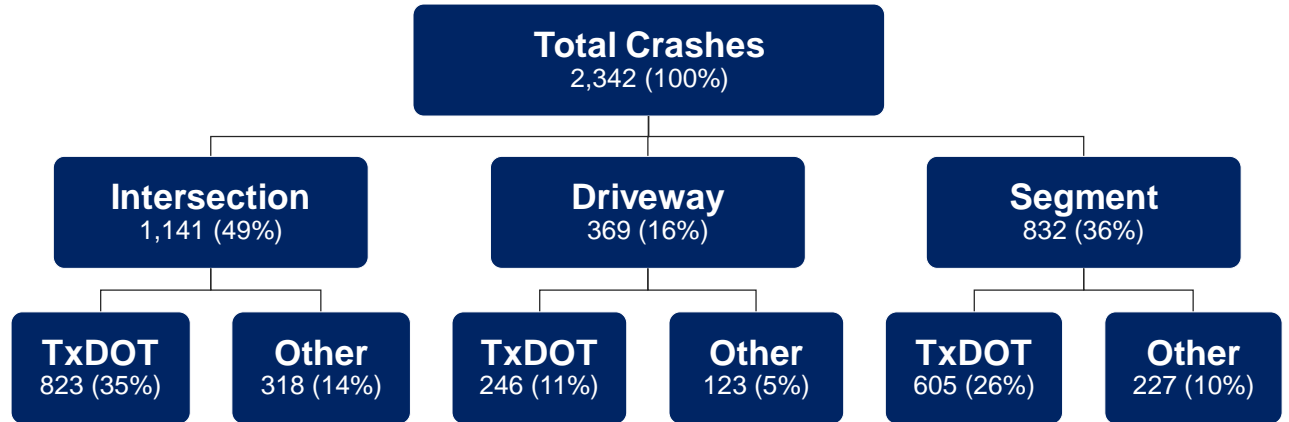 Total Crashes
2,342 (100%)
Intersection
1,141 (49%)
Driveway
369 (16%)
Segment
832 (36%)
TxDOT
823 (35%)
Other
318 (14%)
TxDOT
246 (11%)
Other
123 (5%)
TxDOT
605 (26%)
Other
227 (10%)